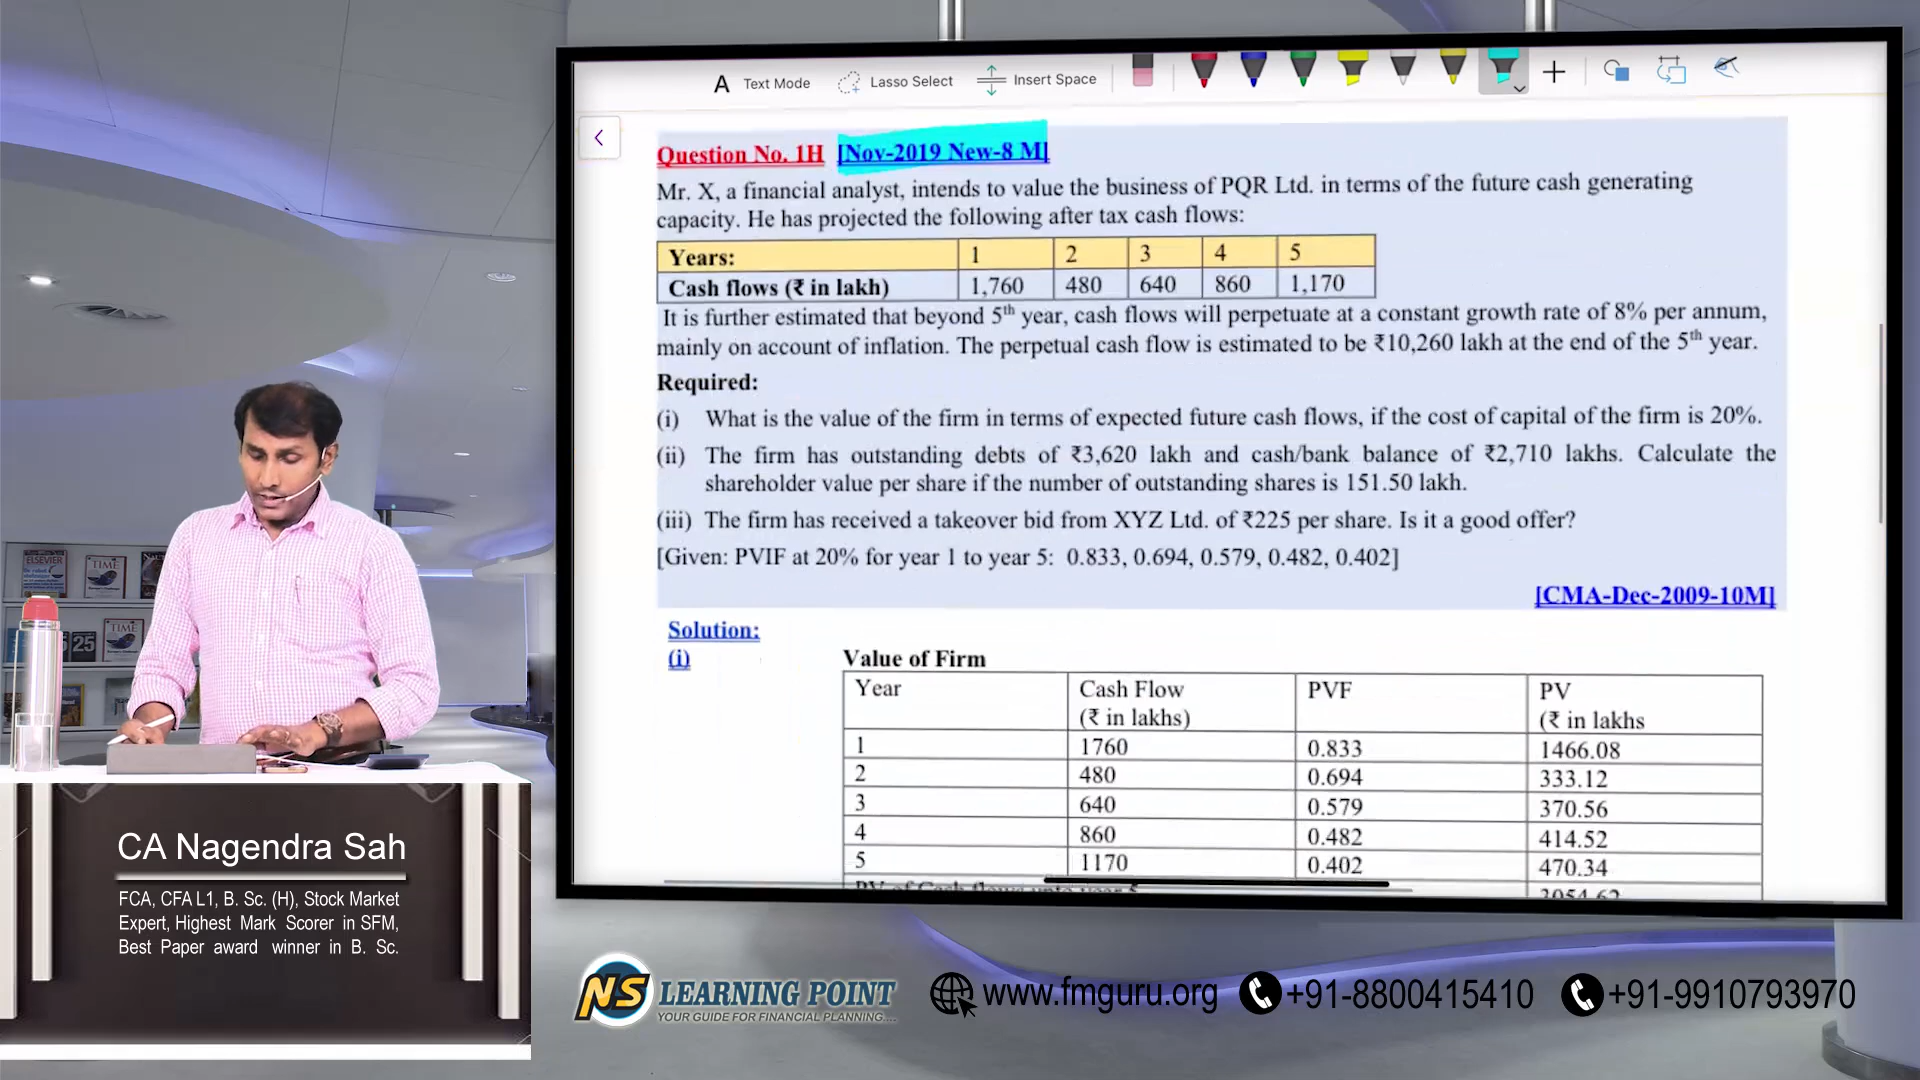 A Text Mode Lasso Select Insert Space
Question No. 1H [Nov-2019 New-8 M]
Mr. X, a financial analyst, intends to value the business of PQR Ltd. in terms of the future cash generating
capacity. He has projected the following after tax cash flows:
Years: 1 2 3 4 5
Cash flows (₹ in lakh) 1,760 480 640 860 1,170
It is further estimated that beyond 5th year, cash flows will perpetuate at a constant growth rate of 8% per annum,
mainly on account of inflation. The perpetual cash flow is estimated to be ₹10,260 lakh at the end of the 5th year.
Required:
(i) What is the value of the firm in terms of expected future cash flows, if the cost of capital of the firm is 20%.
(ii) The firm has outstanding debts of ₹3,620 lakh and cash/bank balance of ₹2,710 lakhs. Calculate the
shareholder value per share if the number of outstanding shares is 151.50 lakh.
(iii) The firm has received a takeover bid from XYZ Ltd. of ₹225 per share. Is it a good offer?
[Given: PVIF at 20% for year 1 to year 5: 0.833, 0.694, 0.579, 0.482, 0.402]
[CMA-Dec-2009-10M]
Solution:
(i) Value of Firm
Year Cash Flow PVF PV
(₹ in lakhs) (₹ in lakhs
1 1760 0.833 1466.08
2 480 0.694 333.12
3 640 0.579 370.56
4 860 0.482 414.52
5 1170 0.402 470.34
ELSEVIER
TIME
25
TIME
CA Nagendra Sah
FCA, CFA L1, B. Sc. (H), Stock Market
Expert, Highest Mark Scorer in SFM,
Best Paper award winner in B. Sc.
NS LEARNING POINT
YOUR GUIDE FOR FINANCIAL PLANNING....
www.fmguru.org +91-8800415410 +91-9910793970